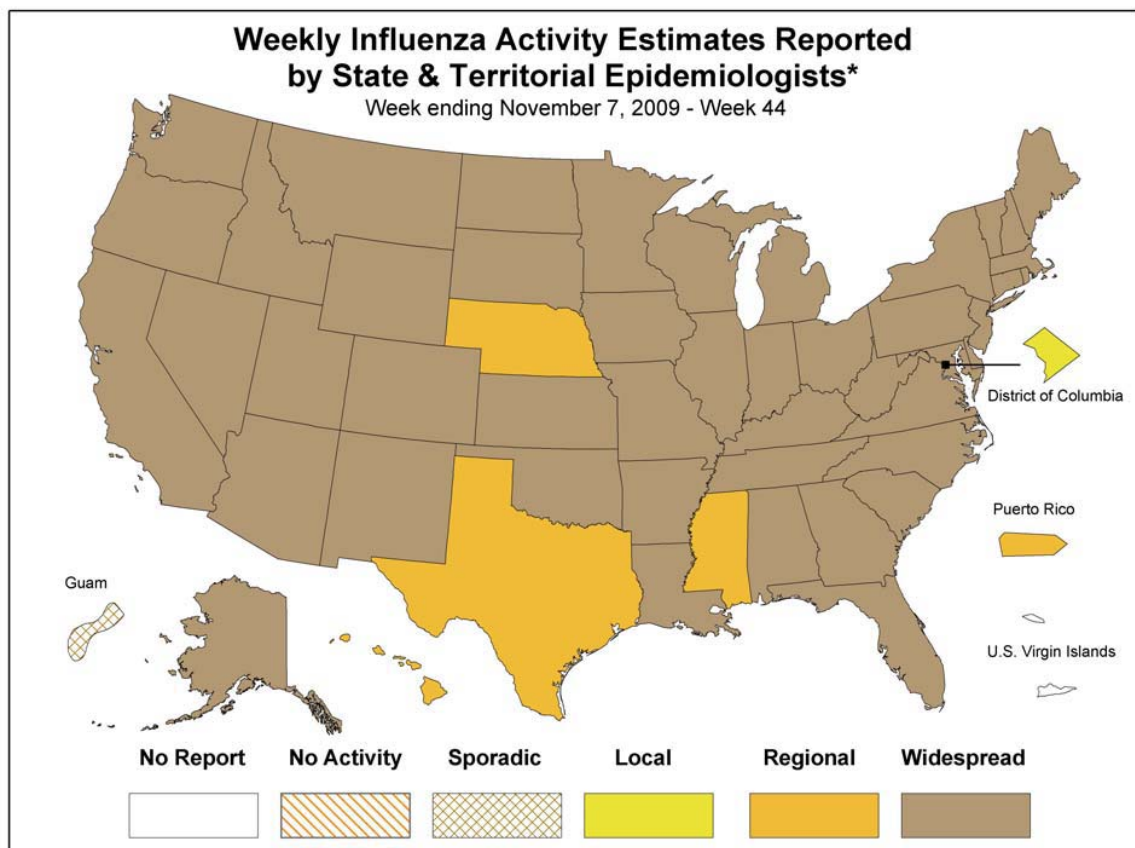 Weekly Influenza Activity Estimates Reported
by State & Territorial Epidemiologists*
Week ending November 7, 2009 - Week 44
District of Columbia
Puerto Rico
Guam
U.S. Virgin Islands
No Report
No Activity
Sporadic
Local
Regional
Widespread